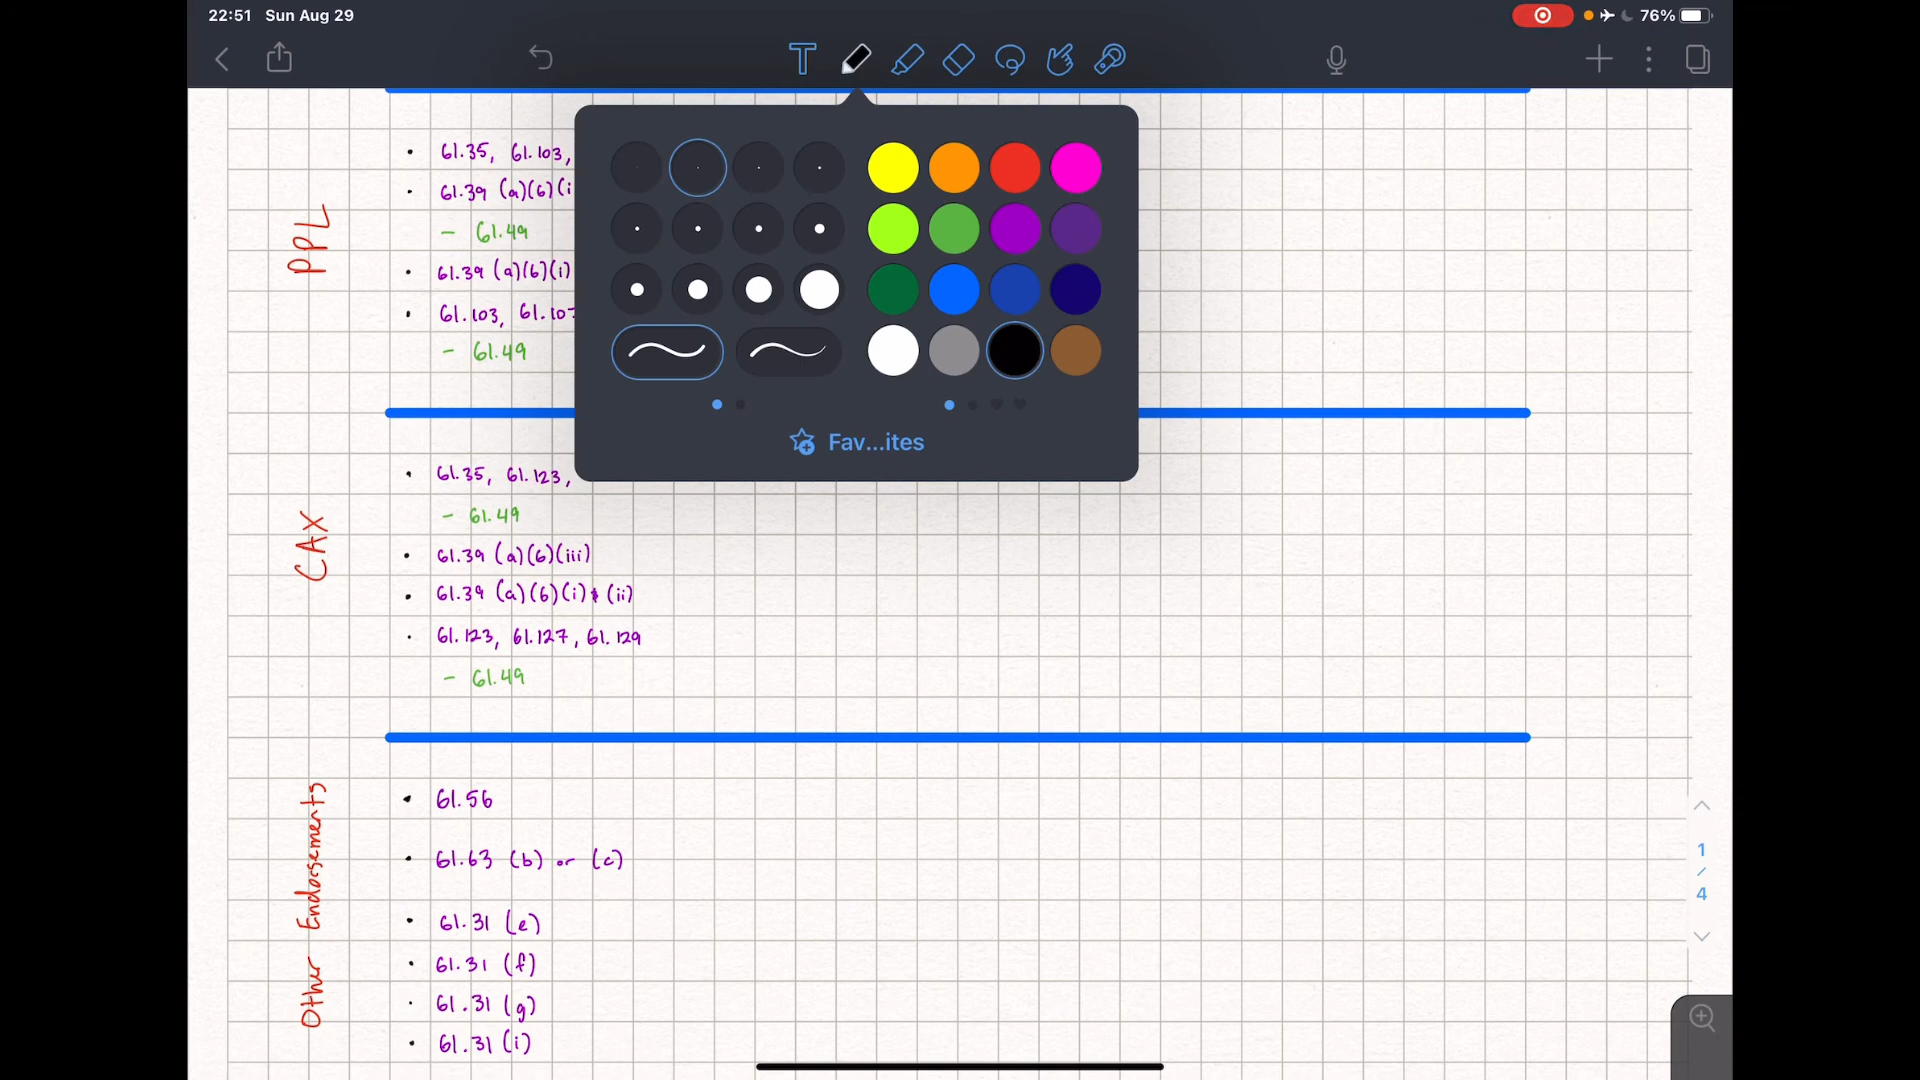 22:51 Sun Aug 29
76%
T
PPL
• 61.35, 61.103,
• 61.39 (a)(6)(i
- 61.49
• 61.39 (a)(6)(i)
• 61.103, 61.107
- 61.49
Fav...ites
CAX
• 61.35, 61.123,
- 61.49
• 61.39 (a)(6)(iii)
• 61.39 (a)(6)(i) & (ii)
• 61.123, 61.127, 61.129
- 61.49
Other Endorsements
• 61.56
• 61.63 (b) or (c)
• 61.31 (e)
• 61.31 (f)
• 61.31 (g)
• 61.31 (i)
1
/
4